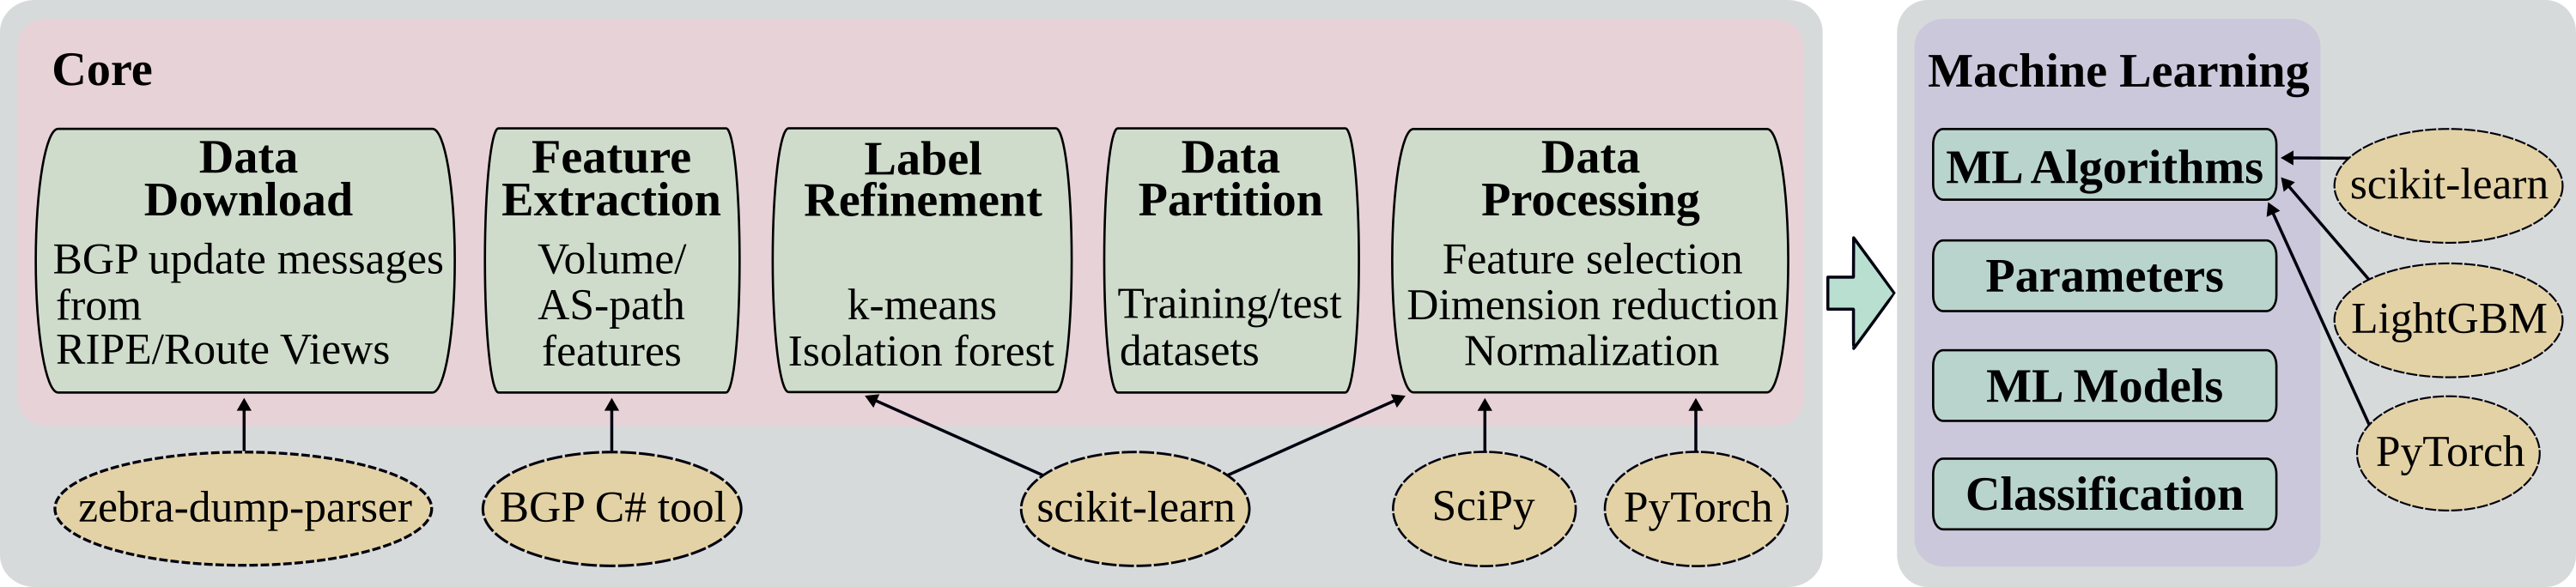 Core
Data
Download
BGP update messages
from
RIPE/Route Views
Feature
Extraction
Volume/
AS-path
features
Label
Refinement
k-means
Isolation forest
Data
Partition
Training/test
datasets
Data
Processing
Feature selection
Dimension reduction
Normalization
zebra-dump-parser
BGP C# tool
scikit-learn
SciPy
PyTorch
Machine Learning
ML Algorithms
Parameters
ML Models
Classification
scikit-learn
LightGBM
PyTorch